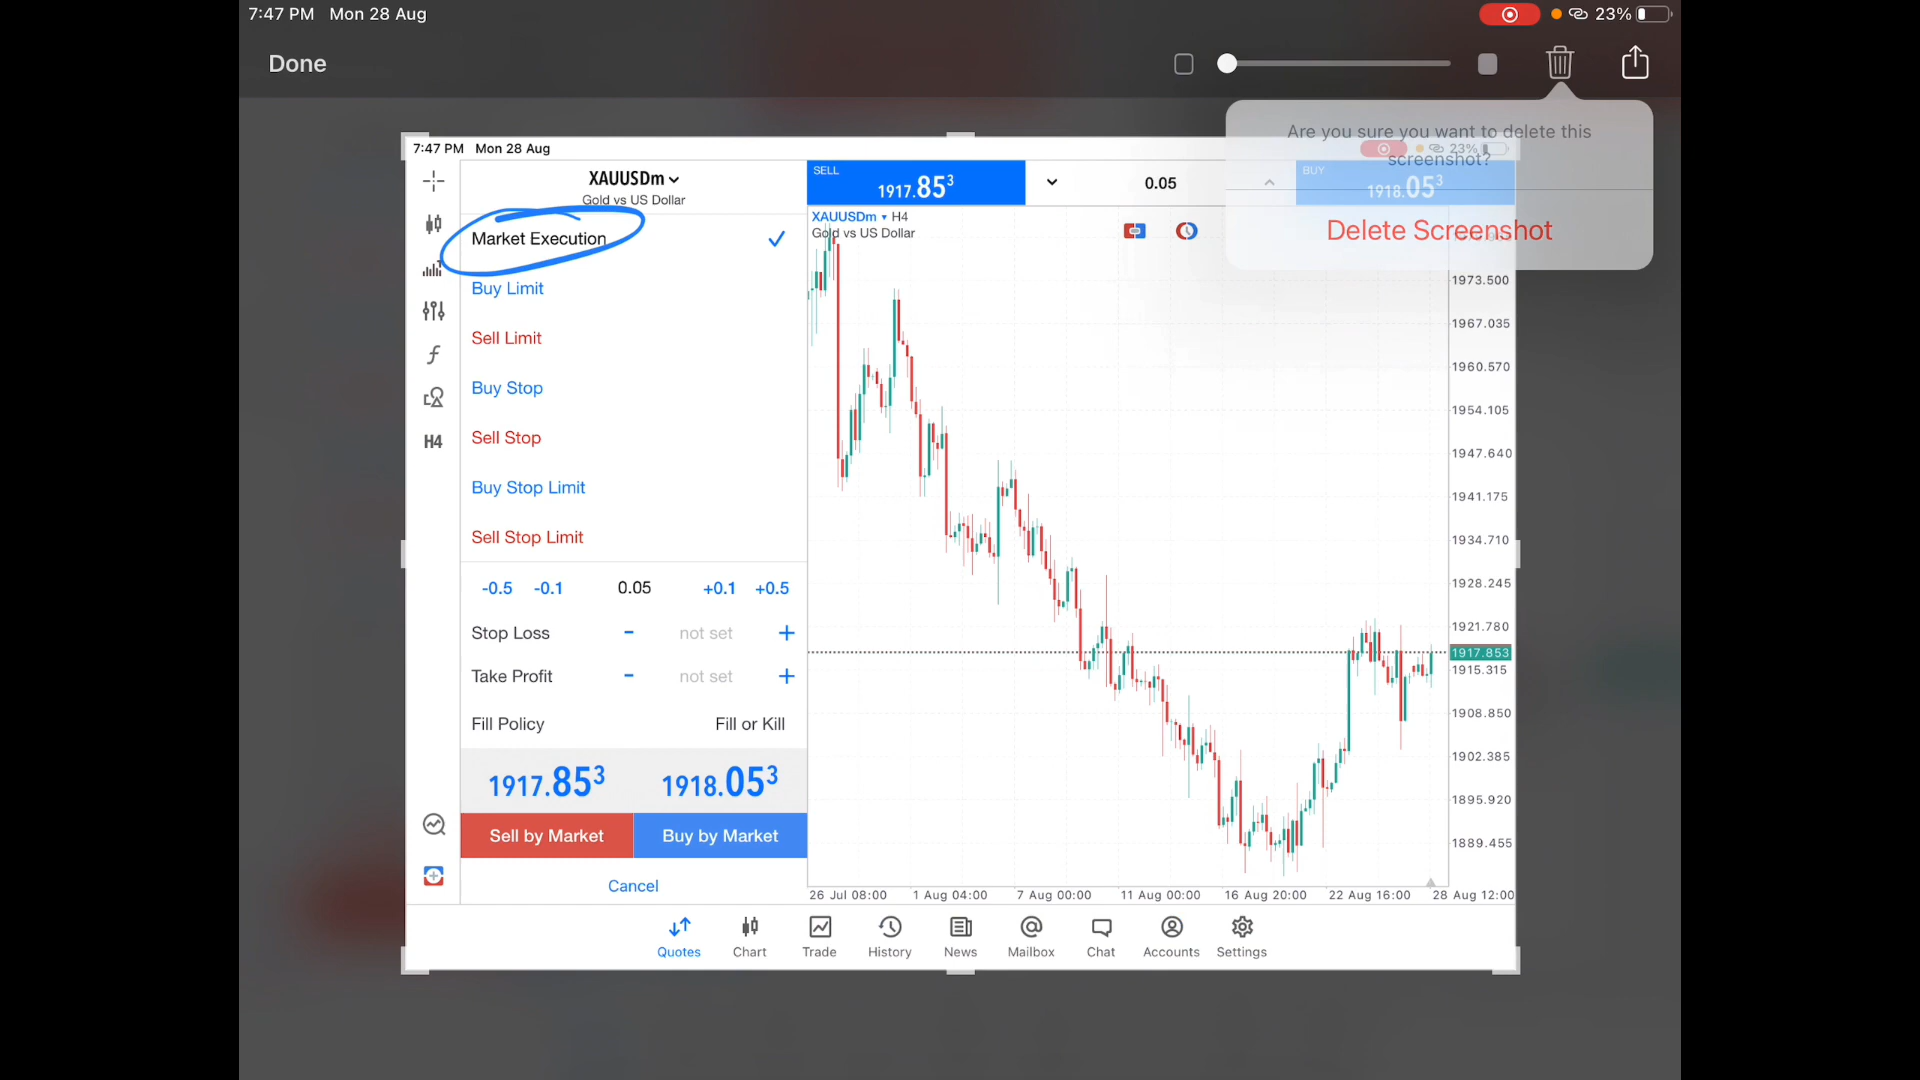 7:47 PM Mon 28 Aug
23%
Done
Are you sure you want to delete this
screenshot?
Delete Screenshot
7:47 PM Mon 28 Aug
23%
XAUUSDm
Gold vs US Dollar
SELL
1917.853
0.05
BUY
1918.053
XAUUSDm H4
Gold vs US Dollar
Market Execution
Buy Limit
Sell Limit
Buy Stop
Sell Stop
Buy Stop Limit
Sell Stop Limit
H4
-0.5 -0.1 0.05 +0.1 +0.5
Stop Loss - not set +
Take Profit - not set +
Fill Policy Fill or Kill
1917.853 1918.053
Sell by Market Buy by Market
Cancel
1973.500
1967.035
1960.570
1954.105
1947.640
1941.175
1934.710
1928.245
1921.780
1917.853
1915.315
1908.850
1902.385
1895.920
1889.455
26 Jul 08:00 1 Aug 04:00 7 Aug 00:00 11 Aug 00:00 16 Aug 20:00 22 Aug 16:00 28 Aug 12:00
Quotes Chart Trade History News Mailbox Chat Accounts Settings